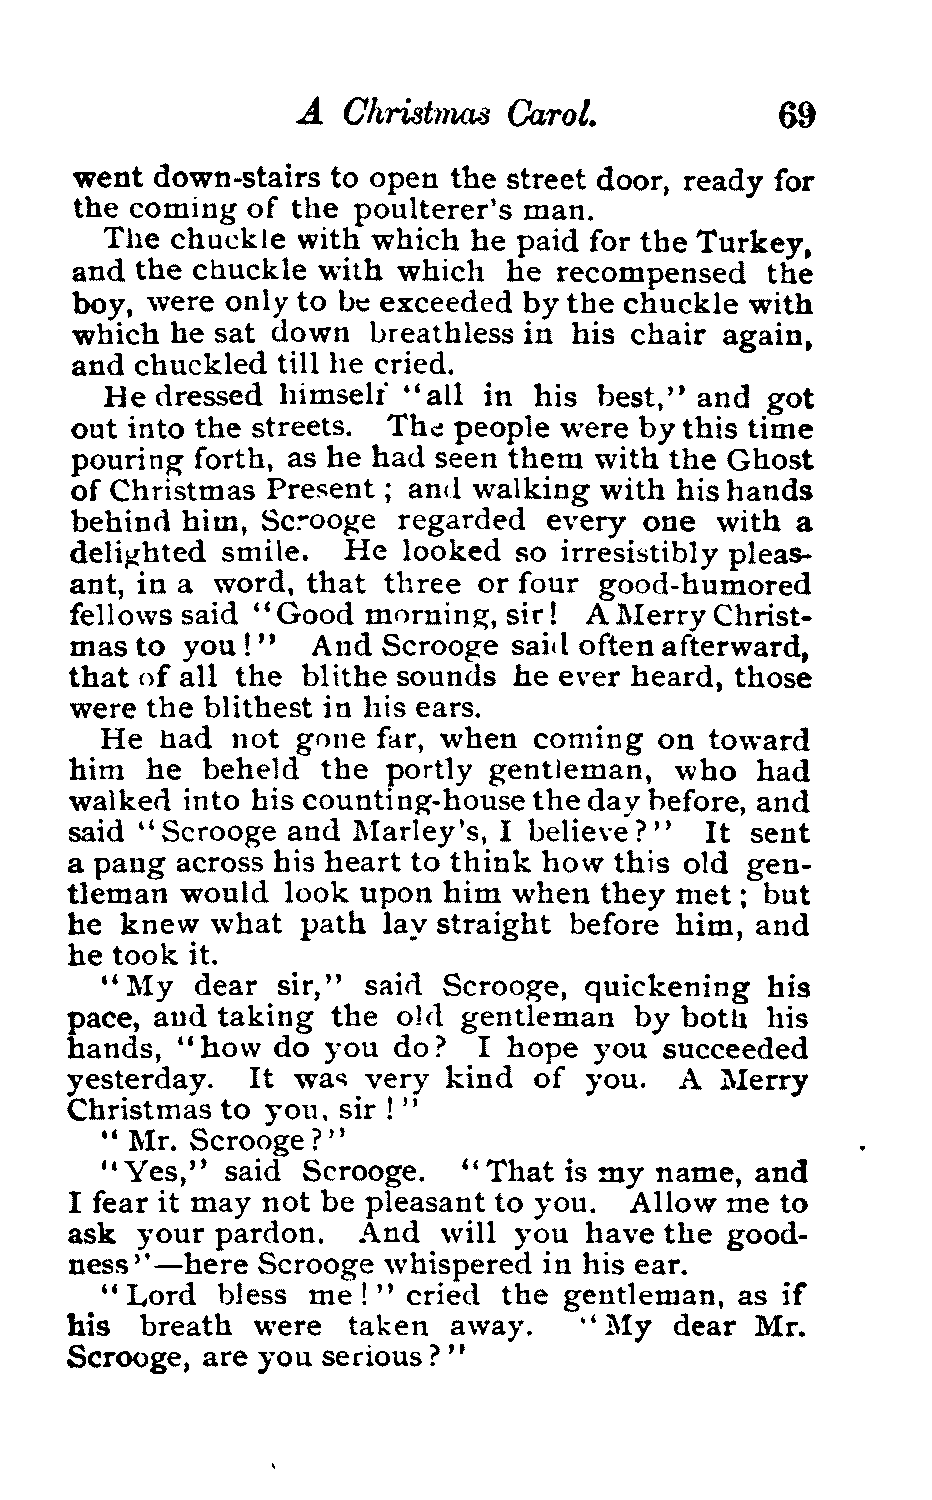 A Christmas Carol. 69
went down-stairs to open the street door, ready for
the coming of the poulterer's man.
The chuckle with which he paid for the Turkey,
and the chuckle with which he recompensed the
boy, were only to be exceeded by the chuckle with
which he sat down breathless in his chair again,
and chuckled till he cried.
He dressed himself "all in his best," and got
out into the streets. The people were by this time
pouring forth, as he had seen them with the Ghost
of Christmas Present; and walking with his hands
behind him, Scrooge regarded every one with a
delighted smile. He looked so irresistibly pleas-
ant, in a word, that three or four good-humored
fellows said "Good morning, sir! A Merry Christ-
mas to you!" And Scrooge said often afterward,
that of all the blithe sounds he ever heard, those
were the blithest in his ears.
He had not gone far, when coming on toward
him he beheld the portly gentleman, who had
walked into his counting-house the day before, and
said "Scrooge and Marley's, I believe?" It sent
a pang across his heart to think how this old gen-
tleman would look upon him when they met; but
he knew what path lay straight before him, and
he took it.
"My dear sir," said Scrooge, quickening his
pace, and taking the old gentleman by both his
hands, "how do you do? I hope you succeeded
yesterday. It was very kind of you. A Merry
Christmas to you, sir!"
"Mr. Scrooge?"
"Yes," said Scrooge. "That is my name, and
I fear it may not be pleasant to you. Allow me to
ask your pardon. And will you have the good-
ness"—here Scrooge whispered in his ear.
"Lord bless me!" cried the gentleman, as if
his breath were taken away. "My dear Mr.
Scrooge, are you serious?"